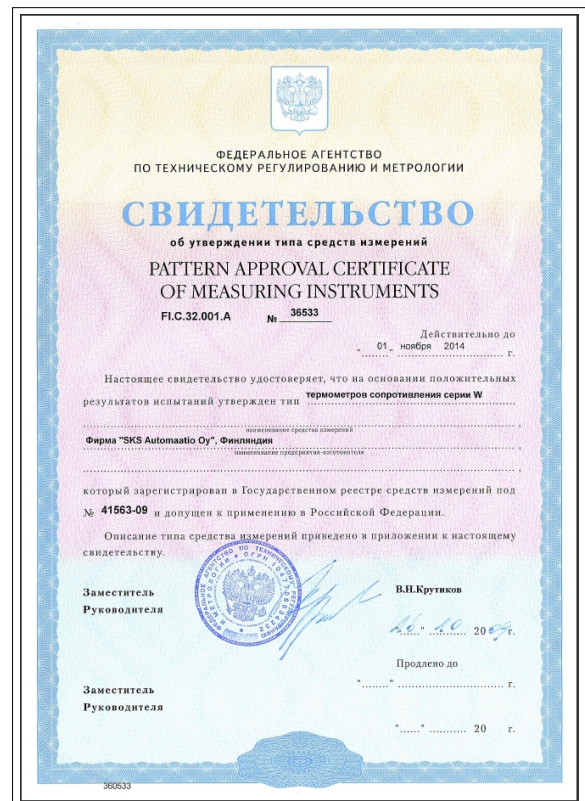 ФЕДЕРАЛЬНОЕ АГЕНТСТВО
ПО ТЕХНИЧЕСКОМУ РЕГУЛИРОВАНИЮ И МЕТРОЛОГИИ
СВИДЕТЕЛЬСТВО
об утверждении типа средств измерений
PATTERN APPROVAL CERTIFICATE
OF MEASURING INSTRUMENTS
FI.C.32.001.A № 36533
Действительно до
" 01 " ноября 2014 г.
Настоящее свидетельство удостоверяет, что на основании положительных
результатов испытаний утвержден тип термометров сопротивления серии W
наименование средства измерений
Фирма "SKS Automaatio Oy", Финляндия
наименование предприятия-изготовителя
который зарегистрирован в Государственном реестре средств измерений под
№ 41563-09 и допущен к применению в Российской Федерации.
Описание типа средства измерений приведено в приложении к настоящему
свидетельству.
Заместитель
Руководителя
В.Н.Крутиков
26 " 10 2009 г.
Продлено до
"........" ........................... г.
Заместитель
Руководителя
"......" ........... 20 г.
360533